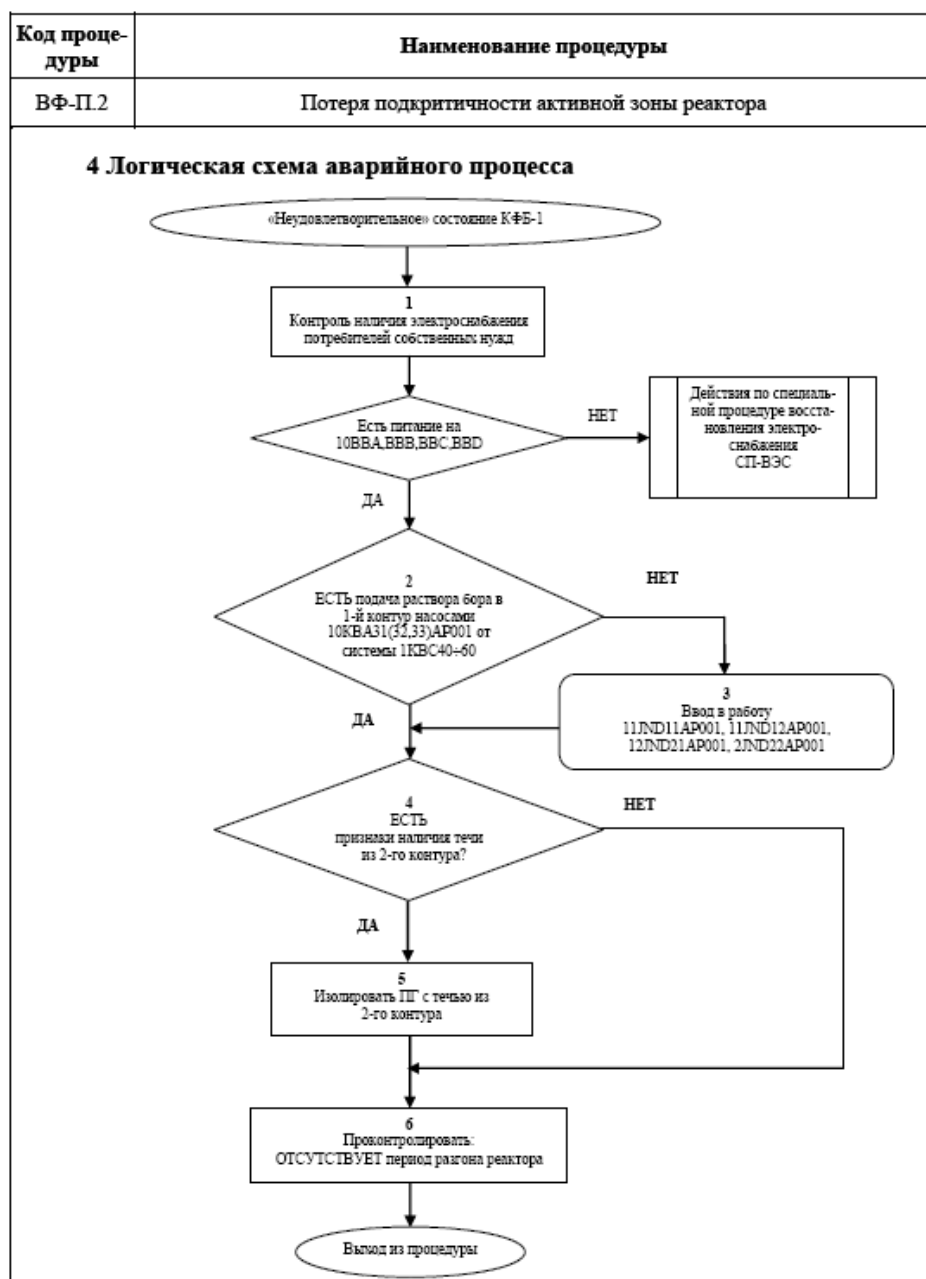 Код проце-
дуры
Наименование процедуры
ВФ-П.2
Потеря подкритичности активной зоны реактора
4 Логическая схема аварийного процесса
«Неудовлетворительное» состояние КФБ-1
1
Контроль наличия электроснабжения
потребителей собственных нужд
Есть питание на
10BBA,BBB,BBC,BBD
НЕТ
Действия по специаль-
ной процедуре восста-
новления электро-
снабжения
СП-ВЭС
ДА
2
ЕСТЬ подача раствора бора в
1-й контур насосами
10KBA31(32,33)AP001 от
системы 1KBC40÷60
НЕТ
3
Ввод в работу
11JND11AP001, 11JND12AP001,
12JND21AP001, 2JND22AP001
ДА
4
ЕСТЬ
признаки наличия течи
из 2-го контура?
НЕТ
ДА
5
Изолировать ПГ с течью из
2-го контура
6
Проконтролировать:
ОТСУТСТВУЕТ период разгона реактора
Выход из процедуры